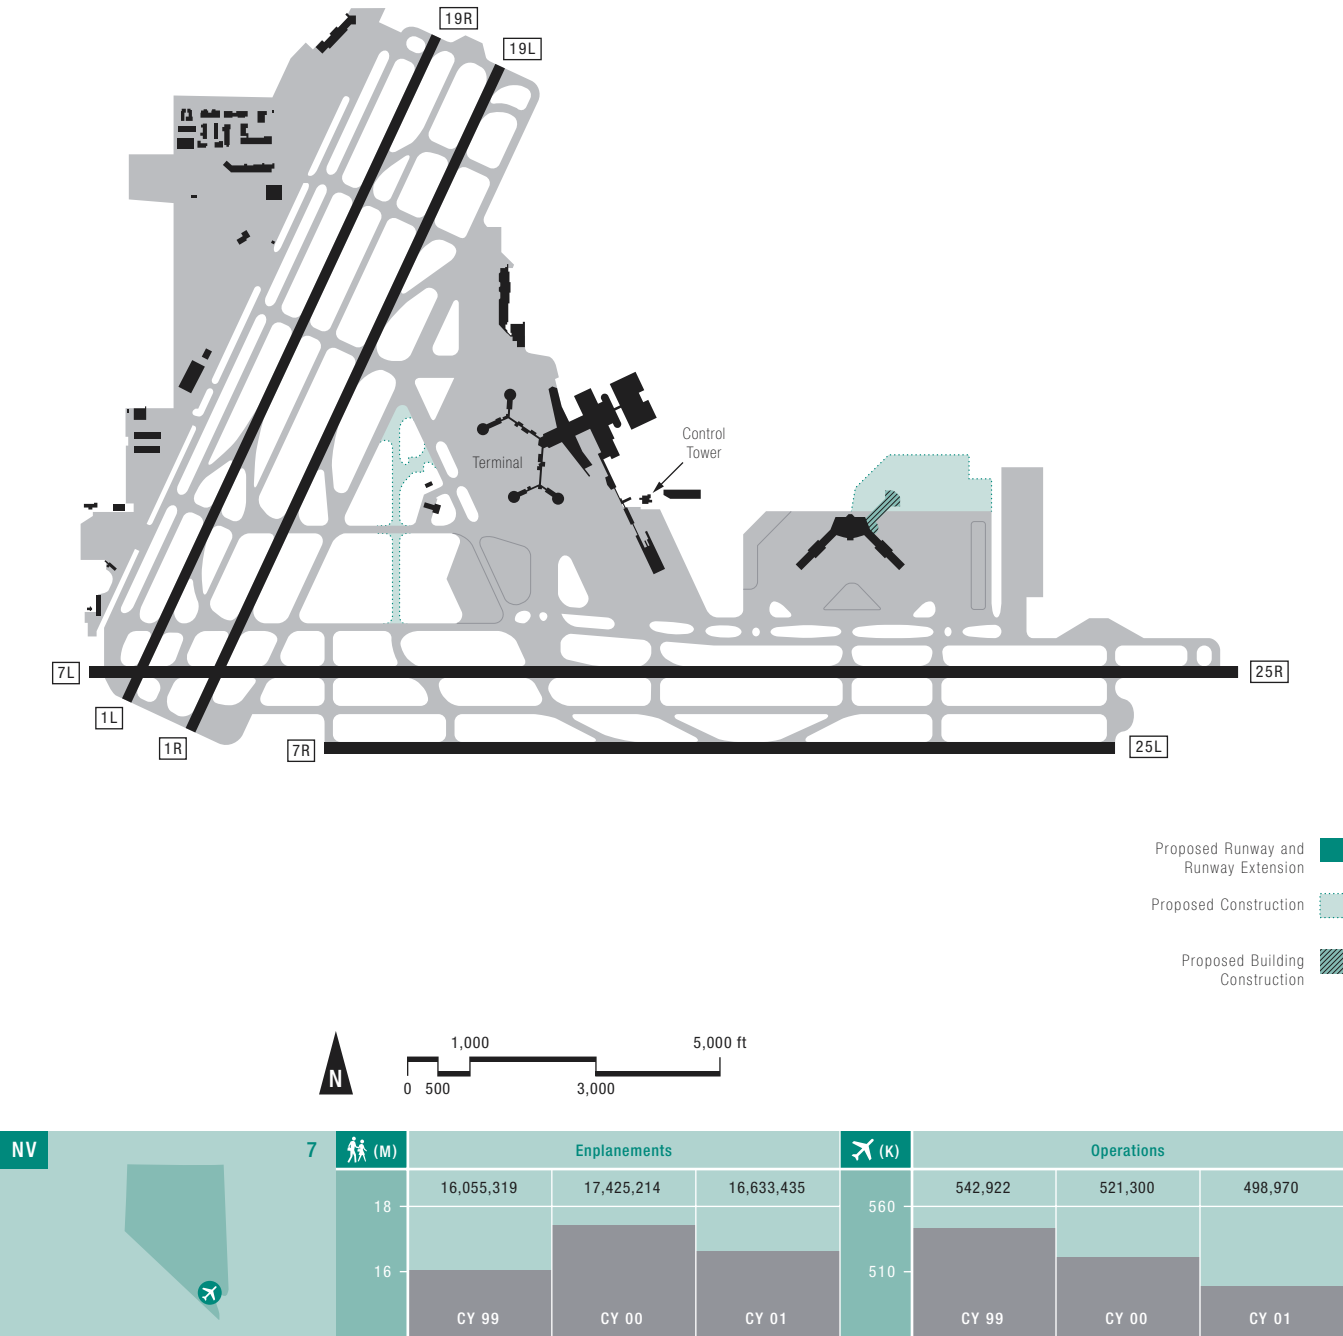 19R
19L
Control
Tower
Terminal
7L
25R
1L
1R
7R
25L
Proposed Runway and
Runway Extension
Proposed Construction
Proposed Building
Construction
N
1,000
5,000 ft
0
500
3,000
NV
7
(M)
Enplanements
(K)
Operations
16,055,319
17,425,214
16,633,435
542,922
521,300
498,970
18
560
16
510
CY 99
CY 00
CY 01
CY 99
CY 00
CY 01